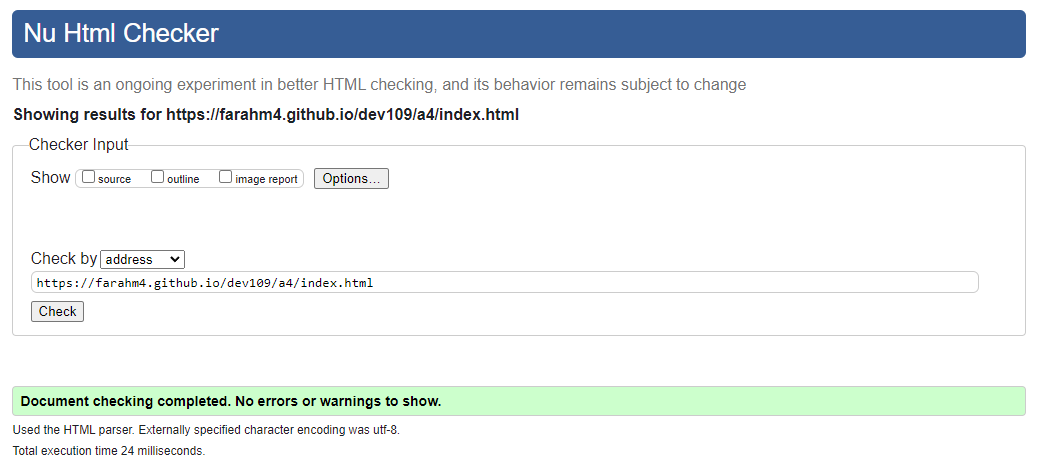 Nu Html Checker
This tool is an ongoing experiment in better HTML checking, and its behavior remains subject to change
Showing results for https://farahm4.github.io/dev109/a4/index.html
Checker Input
Show source outline image report Options...
Check by address
https://farahm4.github.io/dev109/a4/index.html
Check
Document checking completed. No errors or warnings to show.
Used the HTML parser. Externally specified character encoding was utf-8.
Total execution time 24 milliseconds.